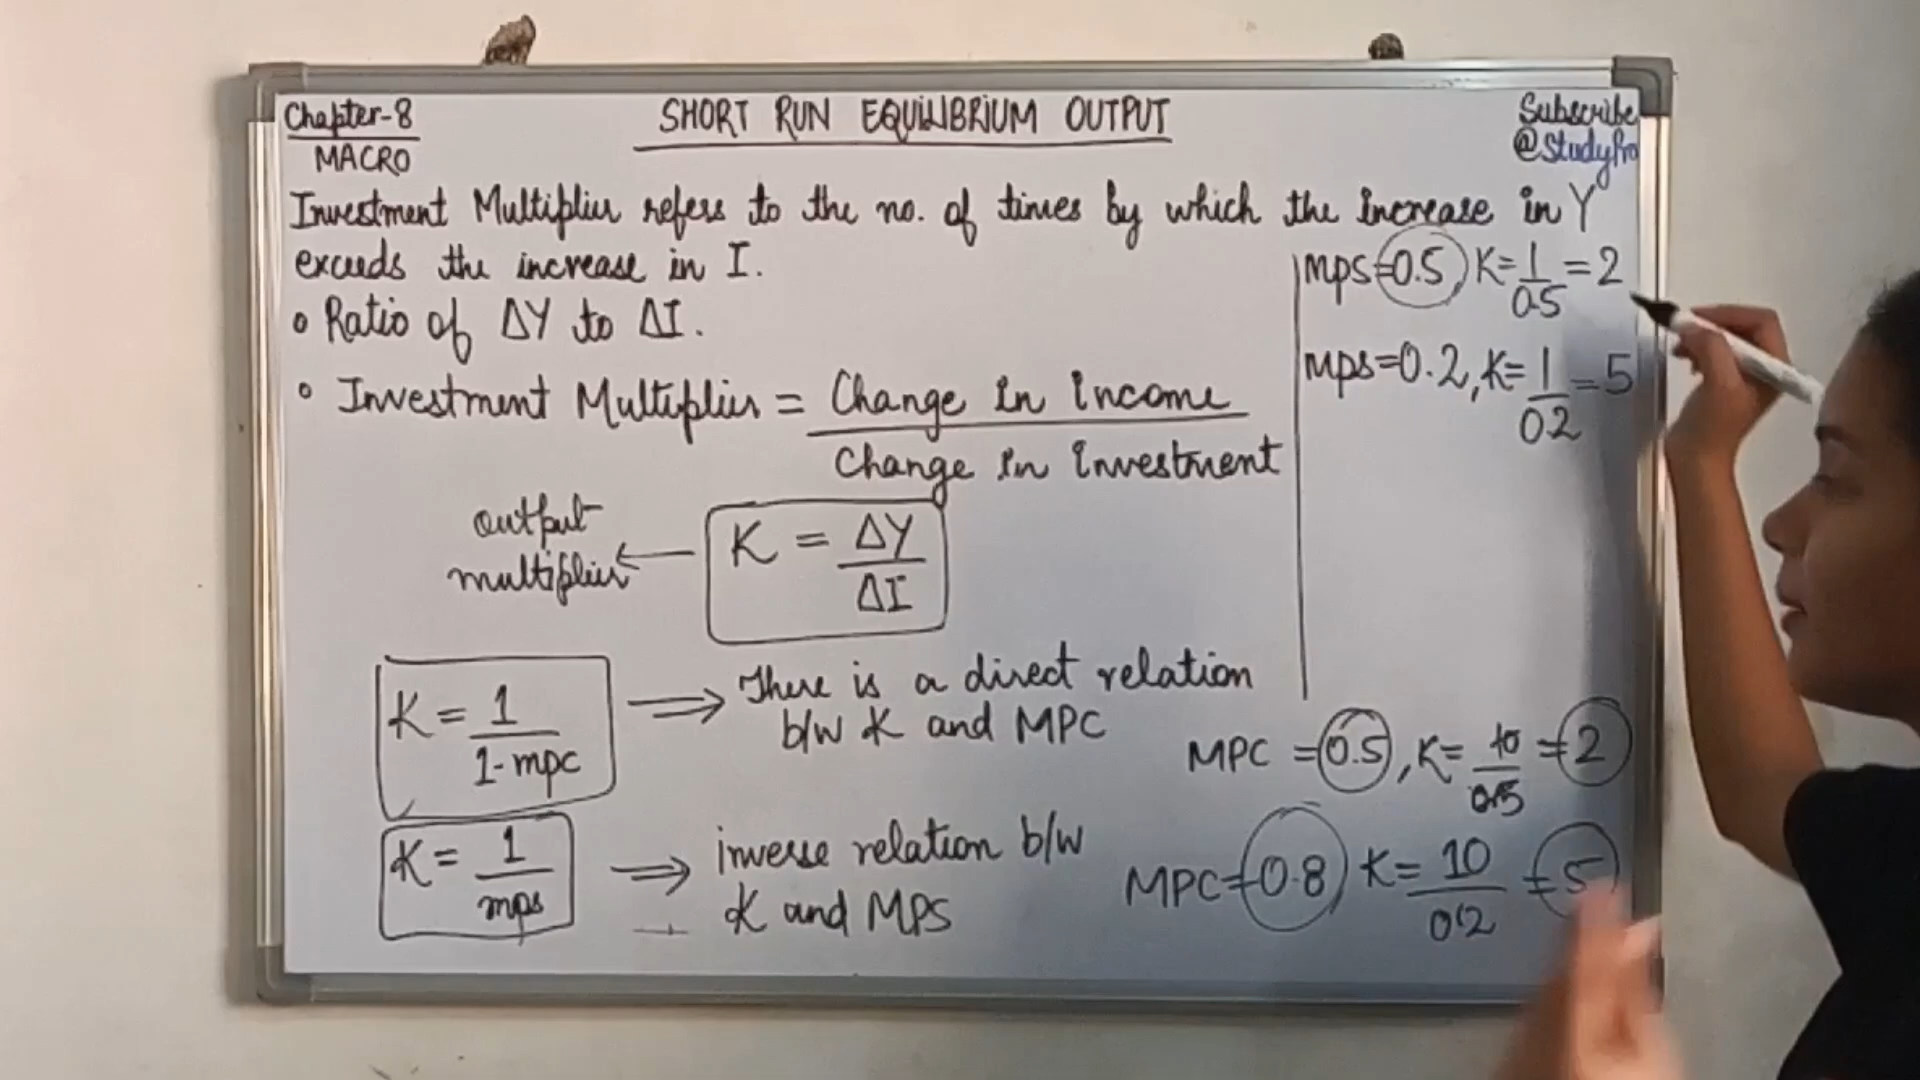 Chapter-8
MACRO
SHORT RUN EQUILIBRIUM OUTPUT
Subscribe
@StudyPro
Investment Multiplier refers to the no. of times by which the increase in Y
exceeds the increase in I.
• Ratio of ΔY to ΔI.
• Investment Multiplier = Change in income
Change in investment
output
multiplier ← K = ΔY
ΔI
K = 1
1-mpc
⇒ There is a direct relation
b/w K and MPC
K = 1
mps
⇒ inverse relation b/w
K and MPS
mps=0.5 K=1 = 2
0.5
mps=0.2, K=1 = 5
0.2
MPC = 0.5, K= 10 = 2
0.5
MPC=0.8 K= 10 = 5
0.2